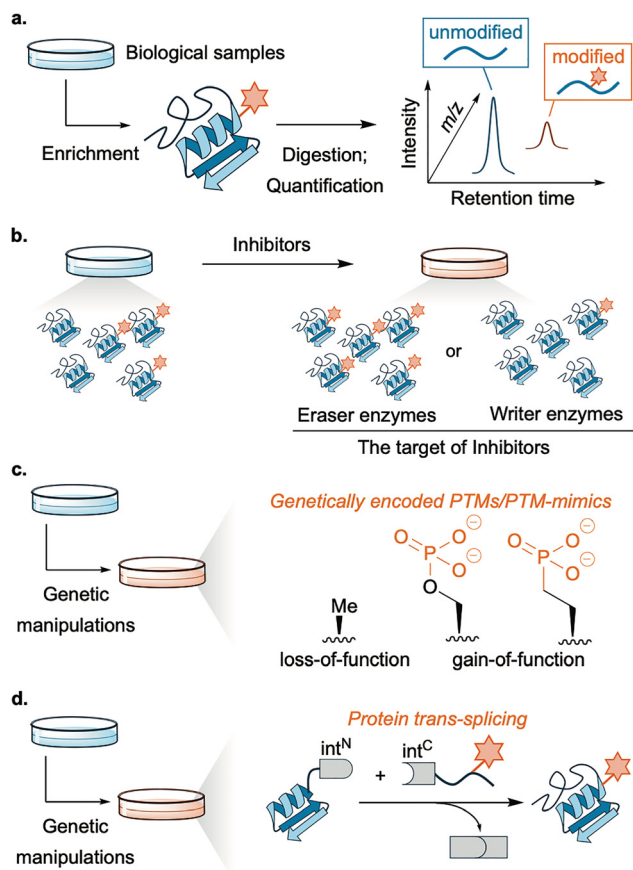 a.
Biological samples
Enrichment
Digestion;
Quantification
unmodified
modified
Intensity
m/z
Retention time
b.
Inhibitors
or
Eraser enzymes
Writer enzymes
The target of Inhibitors
c.
Genetic
manipulations
Genetically encoded PTMs/PTM-mimics
O
P
O
⊖
O
⊖
O
O
P
O
⊖
O
⊖
Me
loss-of-function
gain-of-function
d.
Genetic
manipulations
Protein trans-splicing
int^N
+
int^C